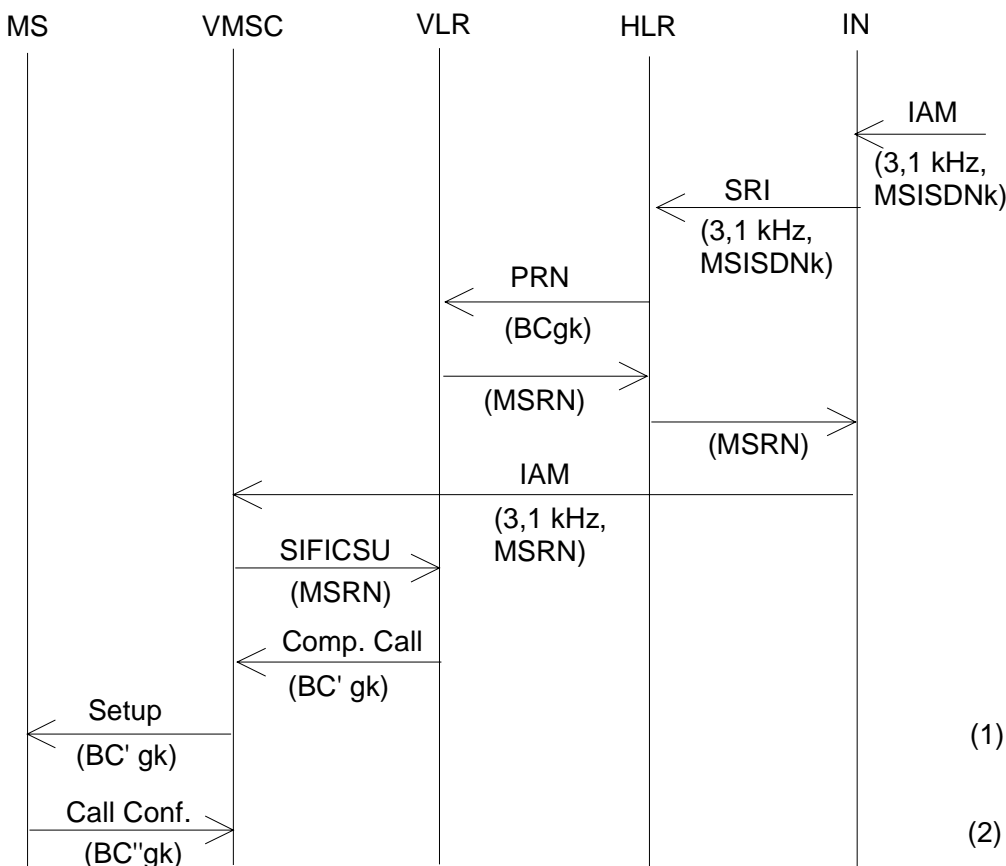 MS VMSC VLR HLR IN
IAM
(3,1 kHz,
MSISDNk)
SRI
(3,1 kHz,
MSISDNk)
PRN
(BCgk)
(MSRN)
(MSRN)
IAM
(3,1 kHz,
MSRN)
SIFICSU
(MSRN)
Comp. Call
(BC' gk)
Setup
(BC' gk)
(1)
Call Conf.
(BC''gk)
(2)